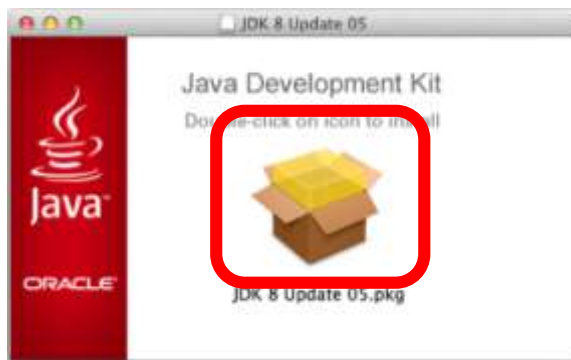 JDK 8 Update 05
Java Development Kit
Double-click on icon to install
Java
ORACLE
JDK 8 Update 05.pkg